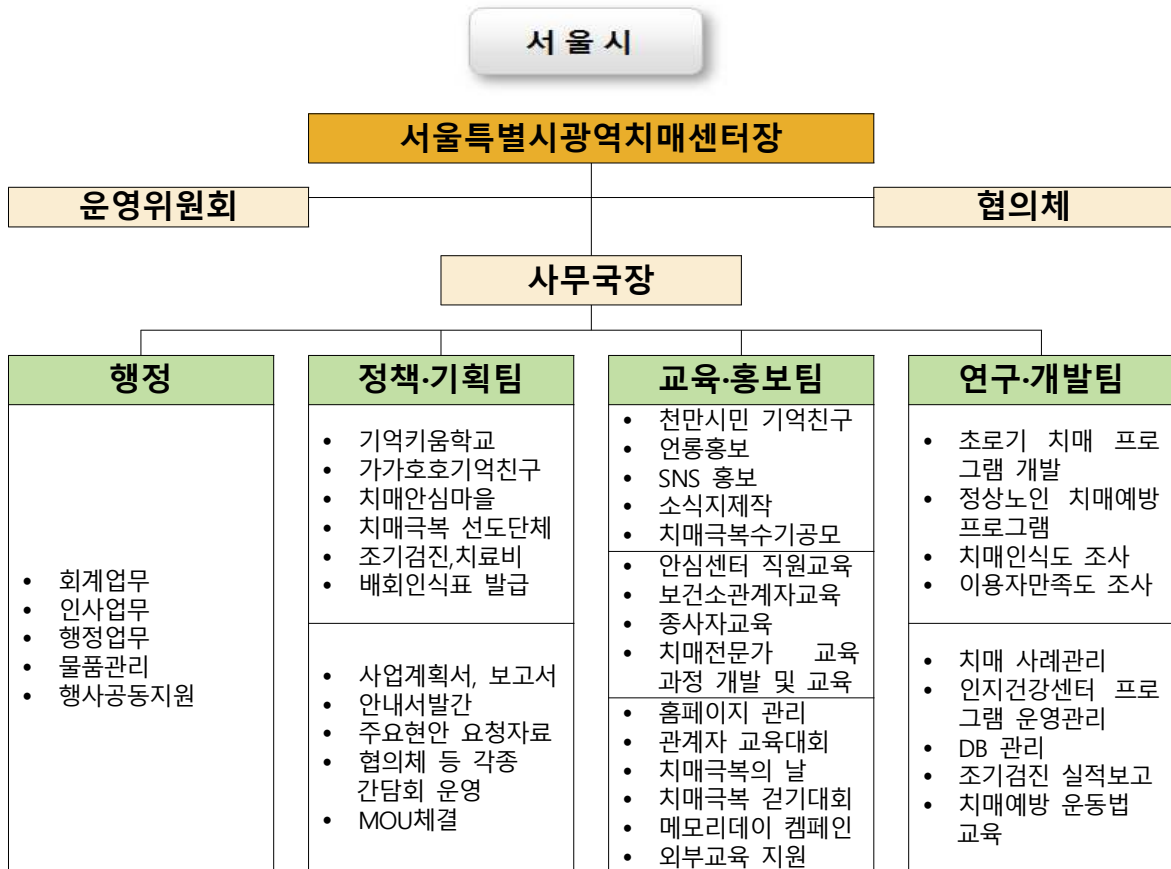 서 울 시
서울특별시광역치매센터장
운영위원회
협의체
사무국장
행정
• 회계업무
• 인사업무
• 행정업무
• 물품관리
• 행사공동지원
정책·기획팀
• 기억키움학교
• 가가호호기억친구
• 치매안심마을
• 치매극복 선도단체
• 조기검진,치료비
• 배회인식표 발급
• 사업계획서, 보고서
• 안내서발간
• 주요현안 요청자료
• 협의체 등 각종
간담회 운영
• MOU체결
교육·홍보팀
• 천만시민 기억친구
• 언롱홍보
• SNS 홍보
• 소식지제작
• 치매극복수기공모
• 안심센터 직원교육
• 보건소관계자교육
• 종사자교육
• 치매전문가 교육
과정 개발 및 교육
• 홈페이지 관리
• 관계자 교육대회
• 치매극복의 날
• 치매극복 걷기대회
• 메모리데이 켐페인
• 외부교육 지원
연구·개발팀
• 초로기 치매 프로
그램 개발
• 정상노인 치매예방
프로그램
• 치매인식도 조사
• 이용자만족도 조사
• 치매 사례관리
• 인지건강센터 프로
그램 운영관리
• DB 관리
• 조기검진 실적보고
• 치매예방 운동법
교육